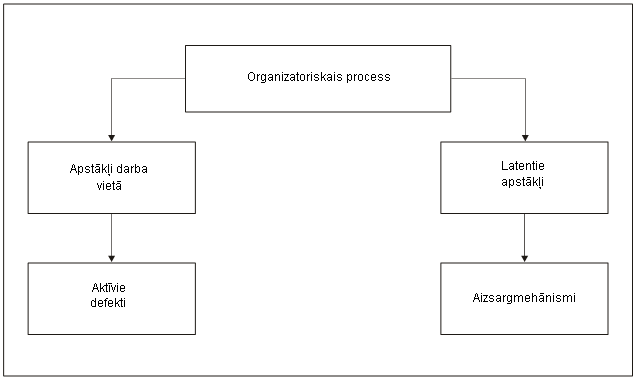 Organizatoriskais process
Apstākļi darba
vietā
Latentie
apstākļi
Aktīvie
defekti
Aizsargmehānismi